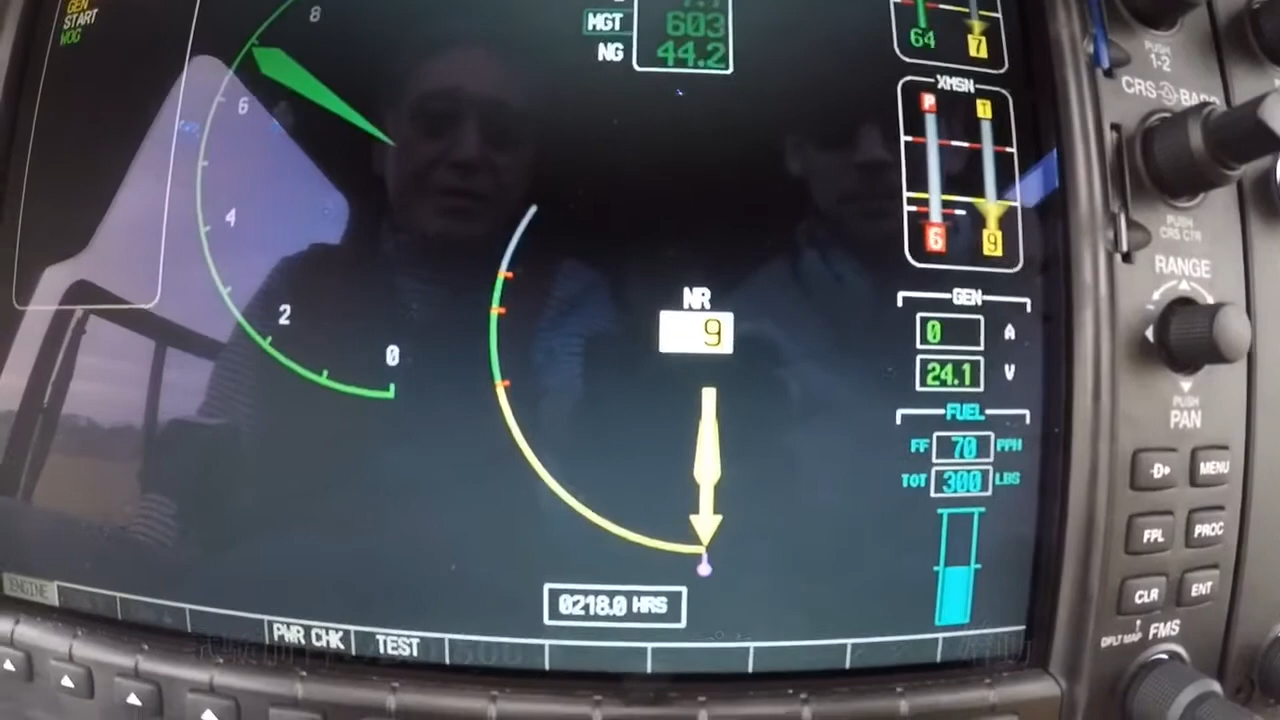 GEN
START
WOG
8
6
4
2
0
MGT 603
NG 44.2
64 7
XMSN
P T
6 9
NR
9
GEN
0 A
24.1 V
FUEL
FF 70 PPH
TOT 300 LBS
0218.0 HRS
ENGINE
PWR CHK
TEST
PUSH
1-2
CRS BARO
PUSH
CRS CTR
RANGE
- 
PUSH
PAN
D
MENU
FPL
PROC
CLR
ENT
DFLT MAP
FMS